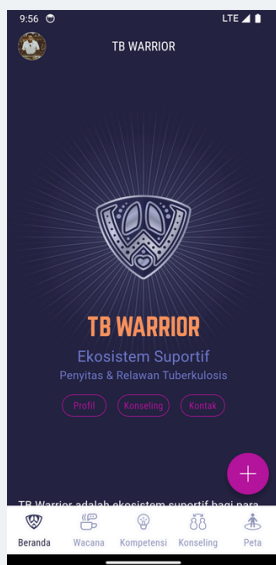 9:56
LTE
TB WARRIOR
TB WARRIOR
Ekosistem Suportif
Penyitas & Relawan Tuberkulosis
Profil
Konseling
Kontak
TB Warrior adalah ekosistem suportif bagi para
Beranda
Wacana
Kompetensi
Konseling
Peta